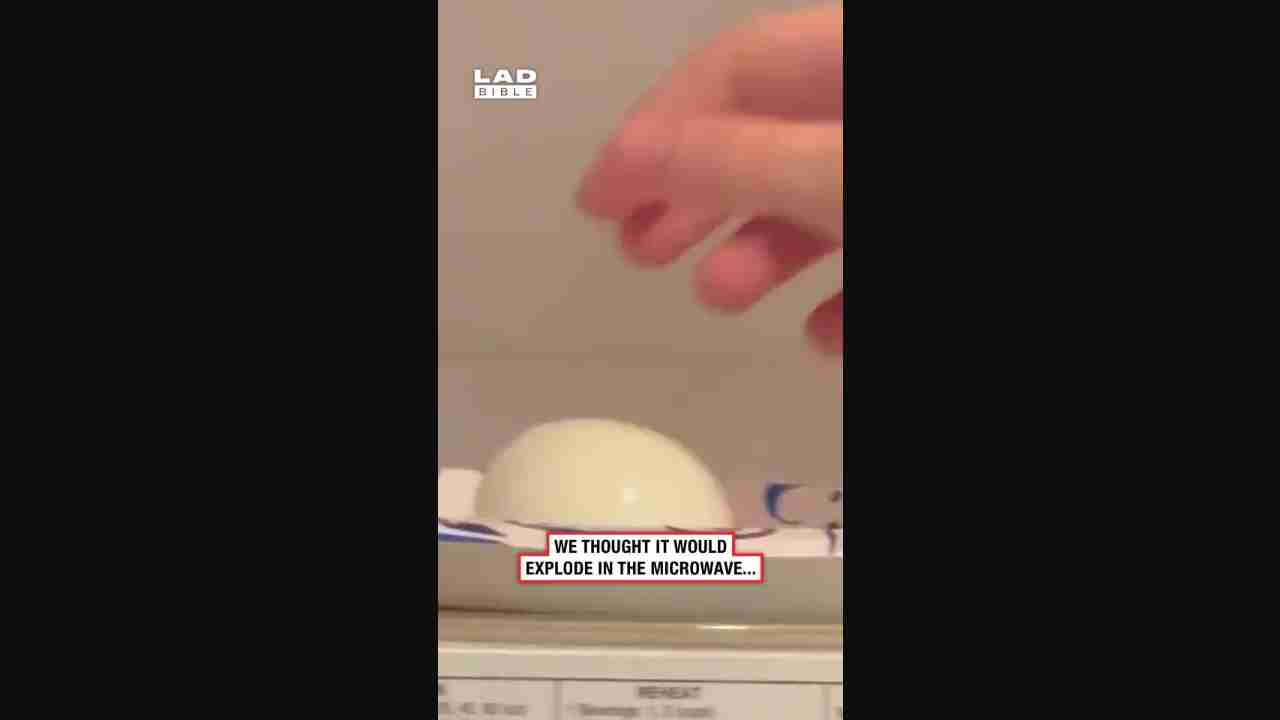 LAD
BIBLE
WE THOUGHT IT WOULD
EXPLODE IN THE MICROWAVE...
REHEAT